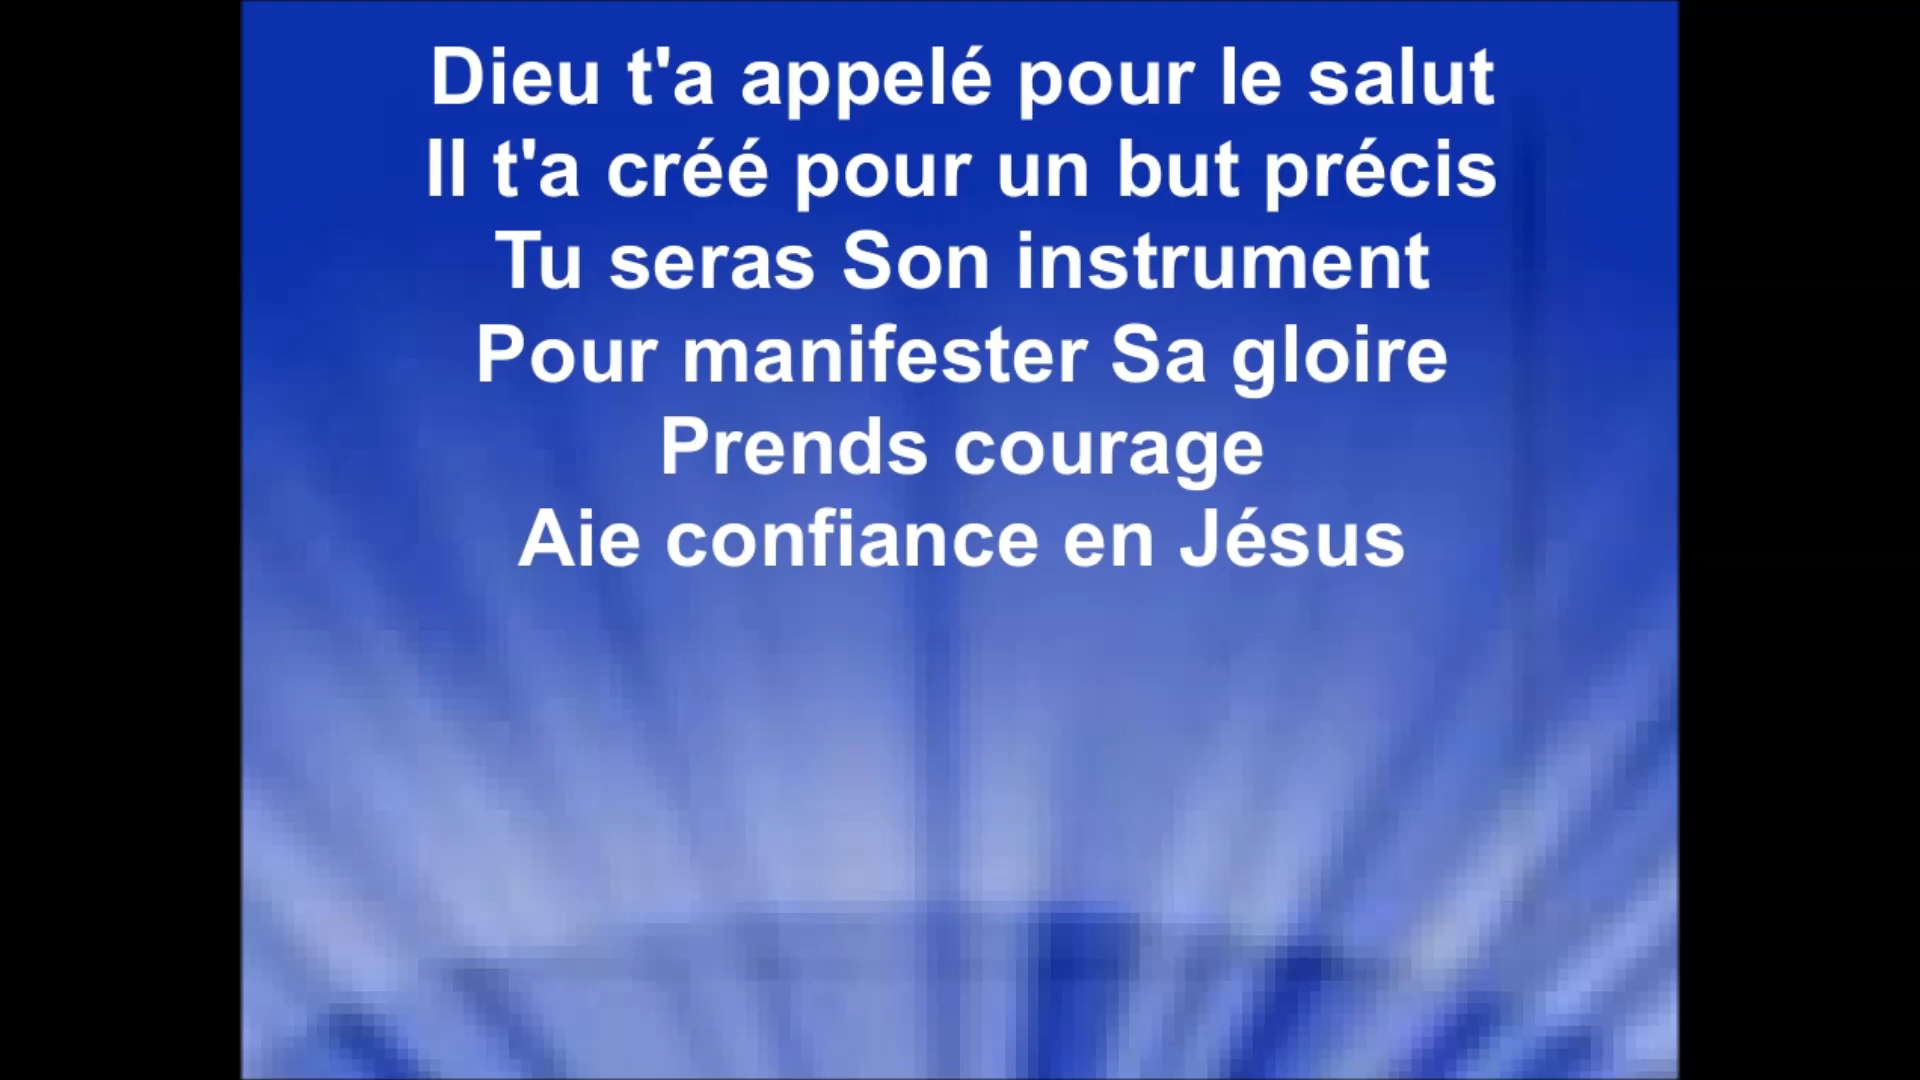 Dieu t'a appelé pour le salut
Il t'a créé pour un but précis
Tu seras Son instrument
Pour manifester Sa gloire
Prends courage
Aie confiance en Jésus